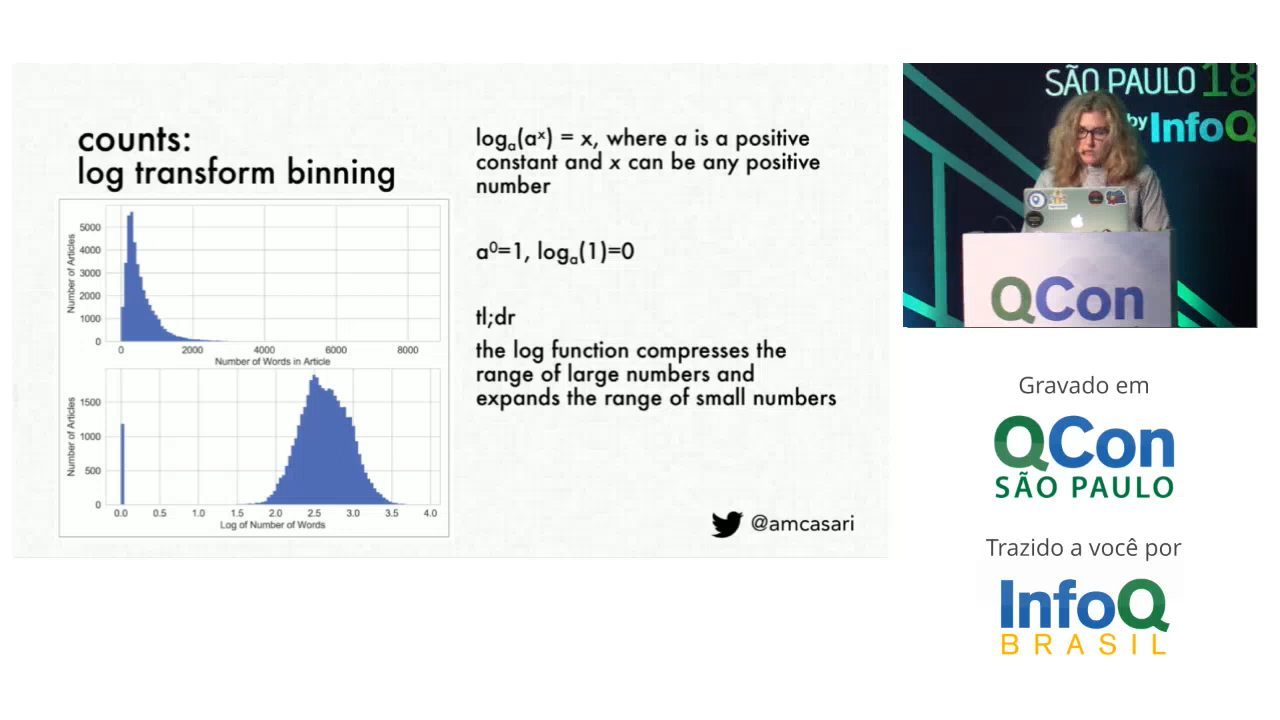 counts:
log transform binning
5000
4000
3000
2000
1000
0
Number of Articles
0 2000 4000 6000 8000
Number of Words in Article
1500
1000
500
0
Number of Articles
0.0 0.5 1.0 1.5 2.0 2.5 3.0 3.5 4.0
Log of Number of Words
logₐ(aˣ) = x, where a is a positive
constant and x can be any positive
number
a⁰=1, logₐ(1)=0
tl;dr
the log function compresses the
range of large numbers and
expands the range of small numbers
@amcasari
SÃO PAULO 18
by InfoQ
QCon
Gravado em
QCon
SÃO PAULO
Trazido a você por
InfoQ
BRASIL